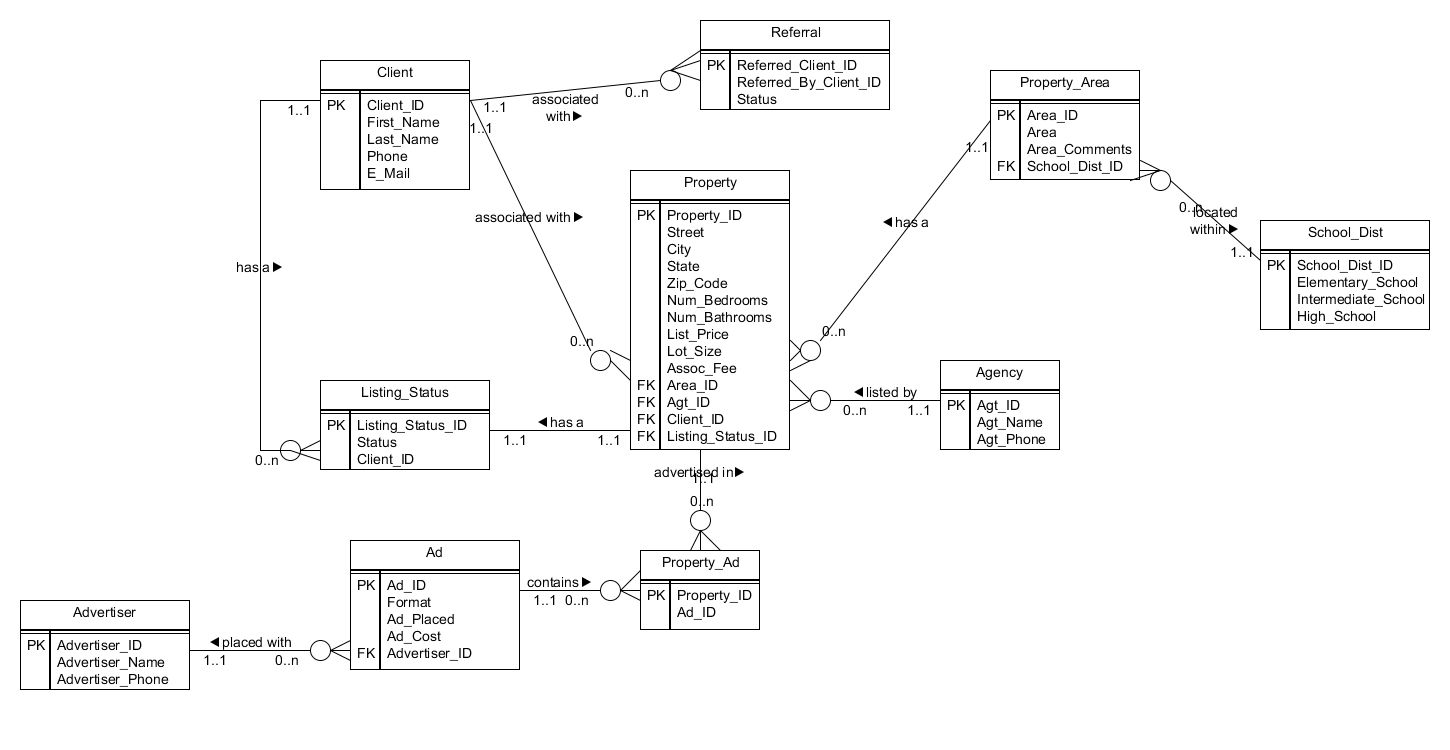 Referral
PK Referred_Client_ID
Referred_By_Client_ID
Status
Client
PK Client_ID
First_Name
Last_Name
Phone
E_Mail
Property_Area
PK Area_ID
Area
Area_Comments
FK School_Dist_ID
1..1
1..1
associated
with►
0..n
1..1
associated with►
1..1
◄has a
0..n
0..n
located
within►
1..1
School_Dist
PK School_Dist_ID
Elementary_School
Intermediate_School
High_School
Property
PK Property_ID
Street
City
State
Zip_Code
Num_Bedrooms
Num_Bathrooms
List_Price
Lot_Size
Assoc_Fee
FK Area_ID
FK Agt_ID
FK Client_ID
FK Listing_Status_ID
has a►
0..n
0..n
Listing_Status
PK Listing_Status_ID
Status
Client_ID
◄has a
1..1
1..1
◄listed by
0..n
1..1
Agency
PK Agt_ID
Agt_Name
Agt_Phone
advertised in►
1..1
0..n
Ad
PK Ad_ID
Format
Ad_Placed
Ad_Cost
FK Advertiser_ID
contains►
1..1
0..n
Property_Ad
PK Property_ID
Ad_ID
Advertiser
PK Advertiser_ID
Advertiser_Name
Advertiser_Phone
◄placed with
1..1
0..n